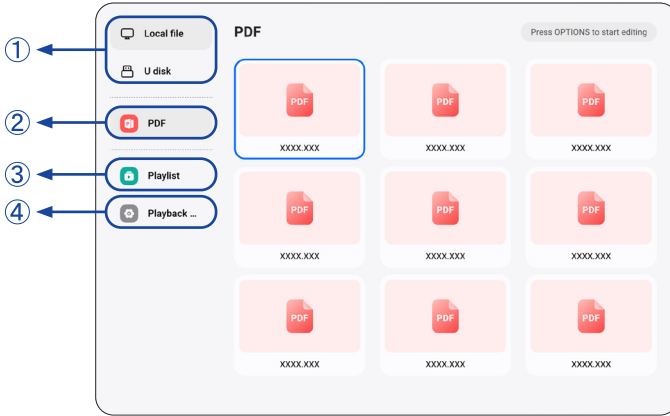 ① Local file
U disk
② PDF
③ Playlist
④ Playback ...
PDF
Press OPTIONS to start editing
PDF PDF PDF
XXXX.XXX XXXX.XXX XXXX.XXX
PDF PDF PDF
XXXX.XXX XXXX.XXX XXXX.XXX
PDF PDF PDF
XXXX.XXX XXXX.XXX XXXX.XXX